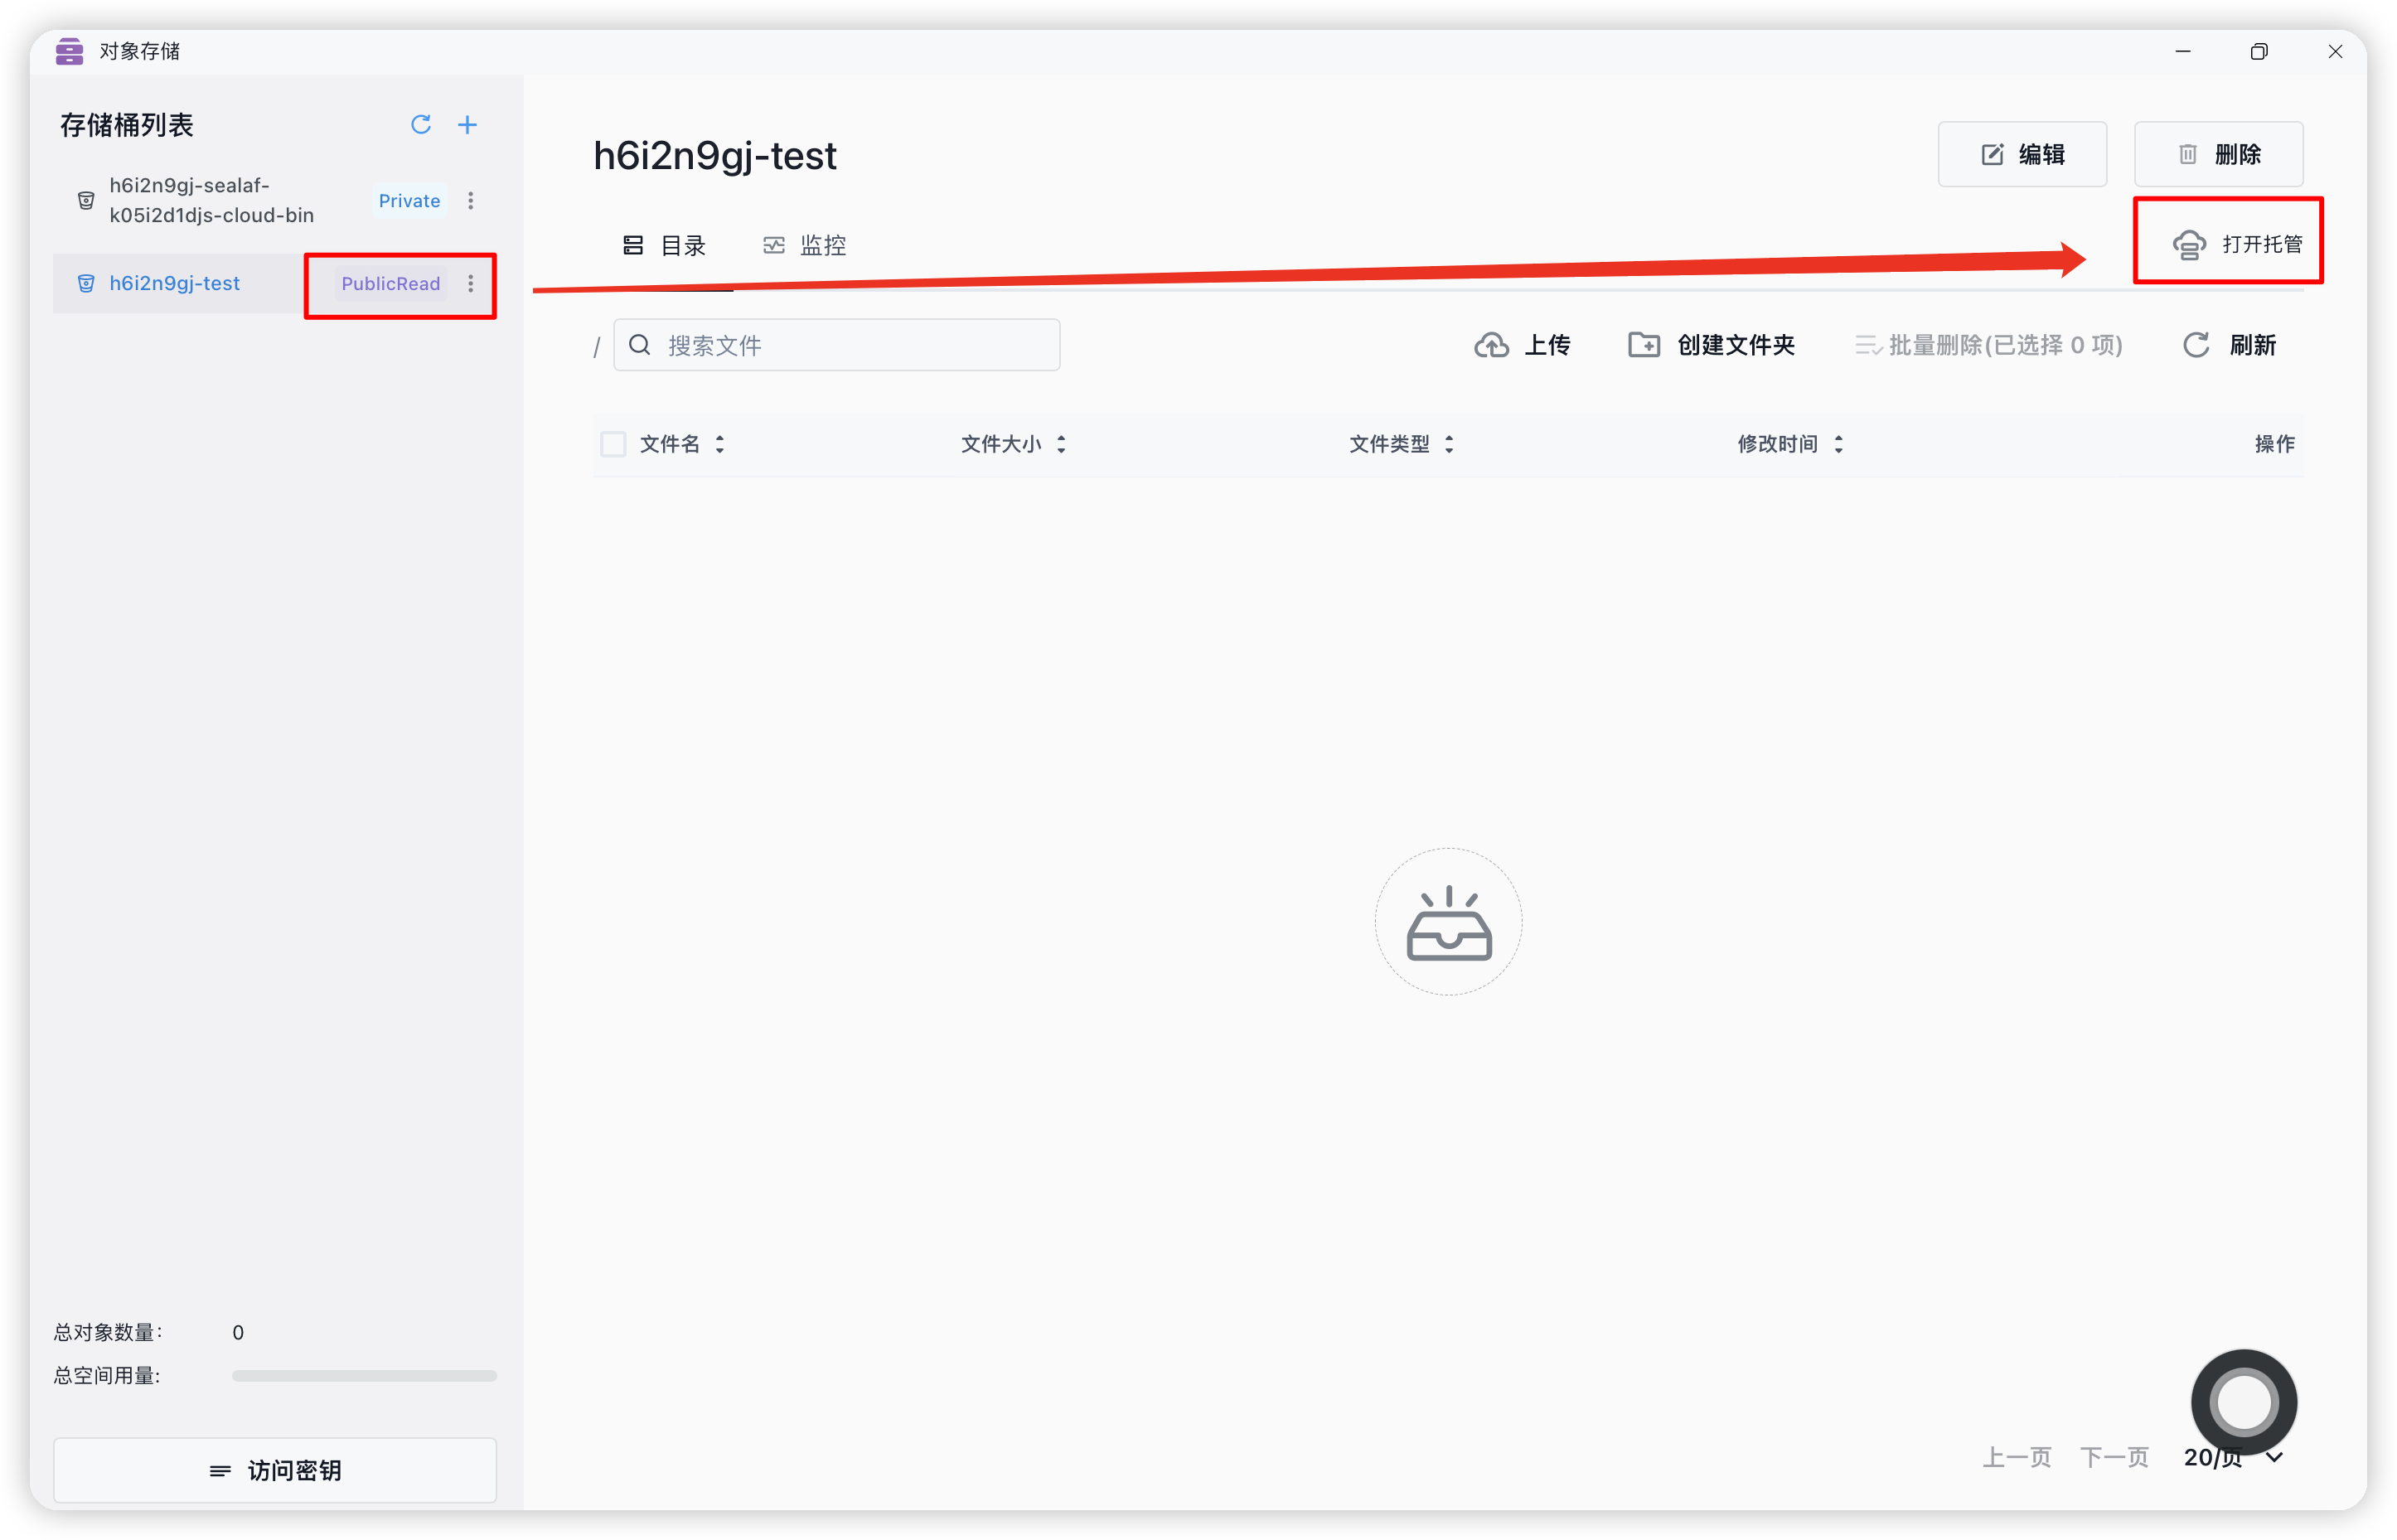 对象存储
存储桶列表
h6i2n9gj-sealaf-
k05i2d1djs-cloud-bin
Private
h6i2n9gj-test
PublicRead
总对象数量:
0
总空间用量:
访问密钥
h6i2n9gj-test
编辑
删除
目录
监控
打开托管
/
搜索文件
上传
创建文件夹
批量删除(已选择 0 项)
刷新
文件名
文件大小
文件类型
修改时间
操作
上一页
下一页
20/页